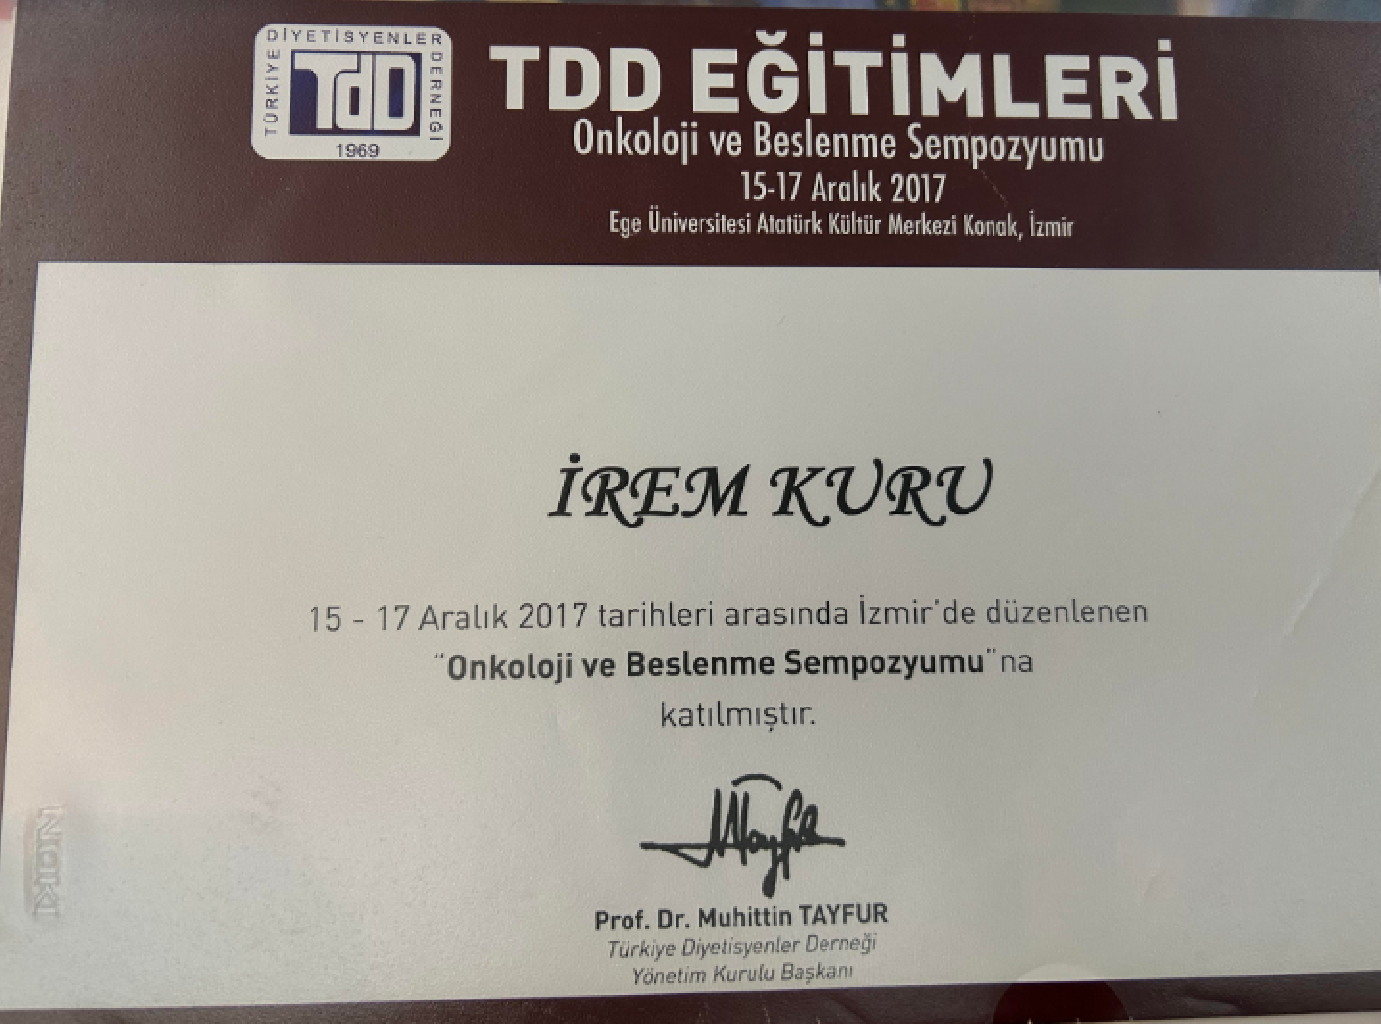 TÜRKİYE DİYETİSYENLER DERNEĞİ
TDD
1969
TDD EĞİTİMLERİ
Onkoloji ve Beslenme Sempozyumu
15-17 Aralık 2017
Ege Üniversitesi Atatürk Kültür Merkezi Konak, İzmir
İREM KURU
15 - 17 Aralık 2017 tarihleri arasında İzmir'de düzenlenen
"Onkoloji ve Beslenme Sempozyumu"na
katılmıştır.
Prof. Dr. Muhittin TAYFUR
Türkiye Diyetisyenler Derneği
Yönetim Kurulu Başkanı